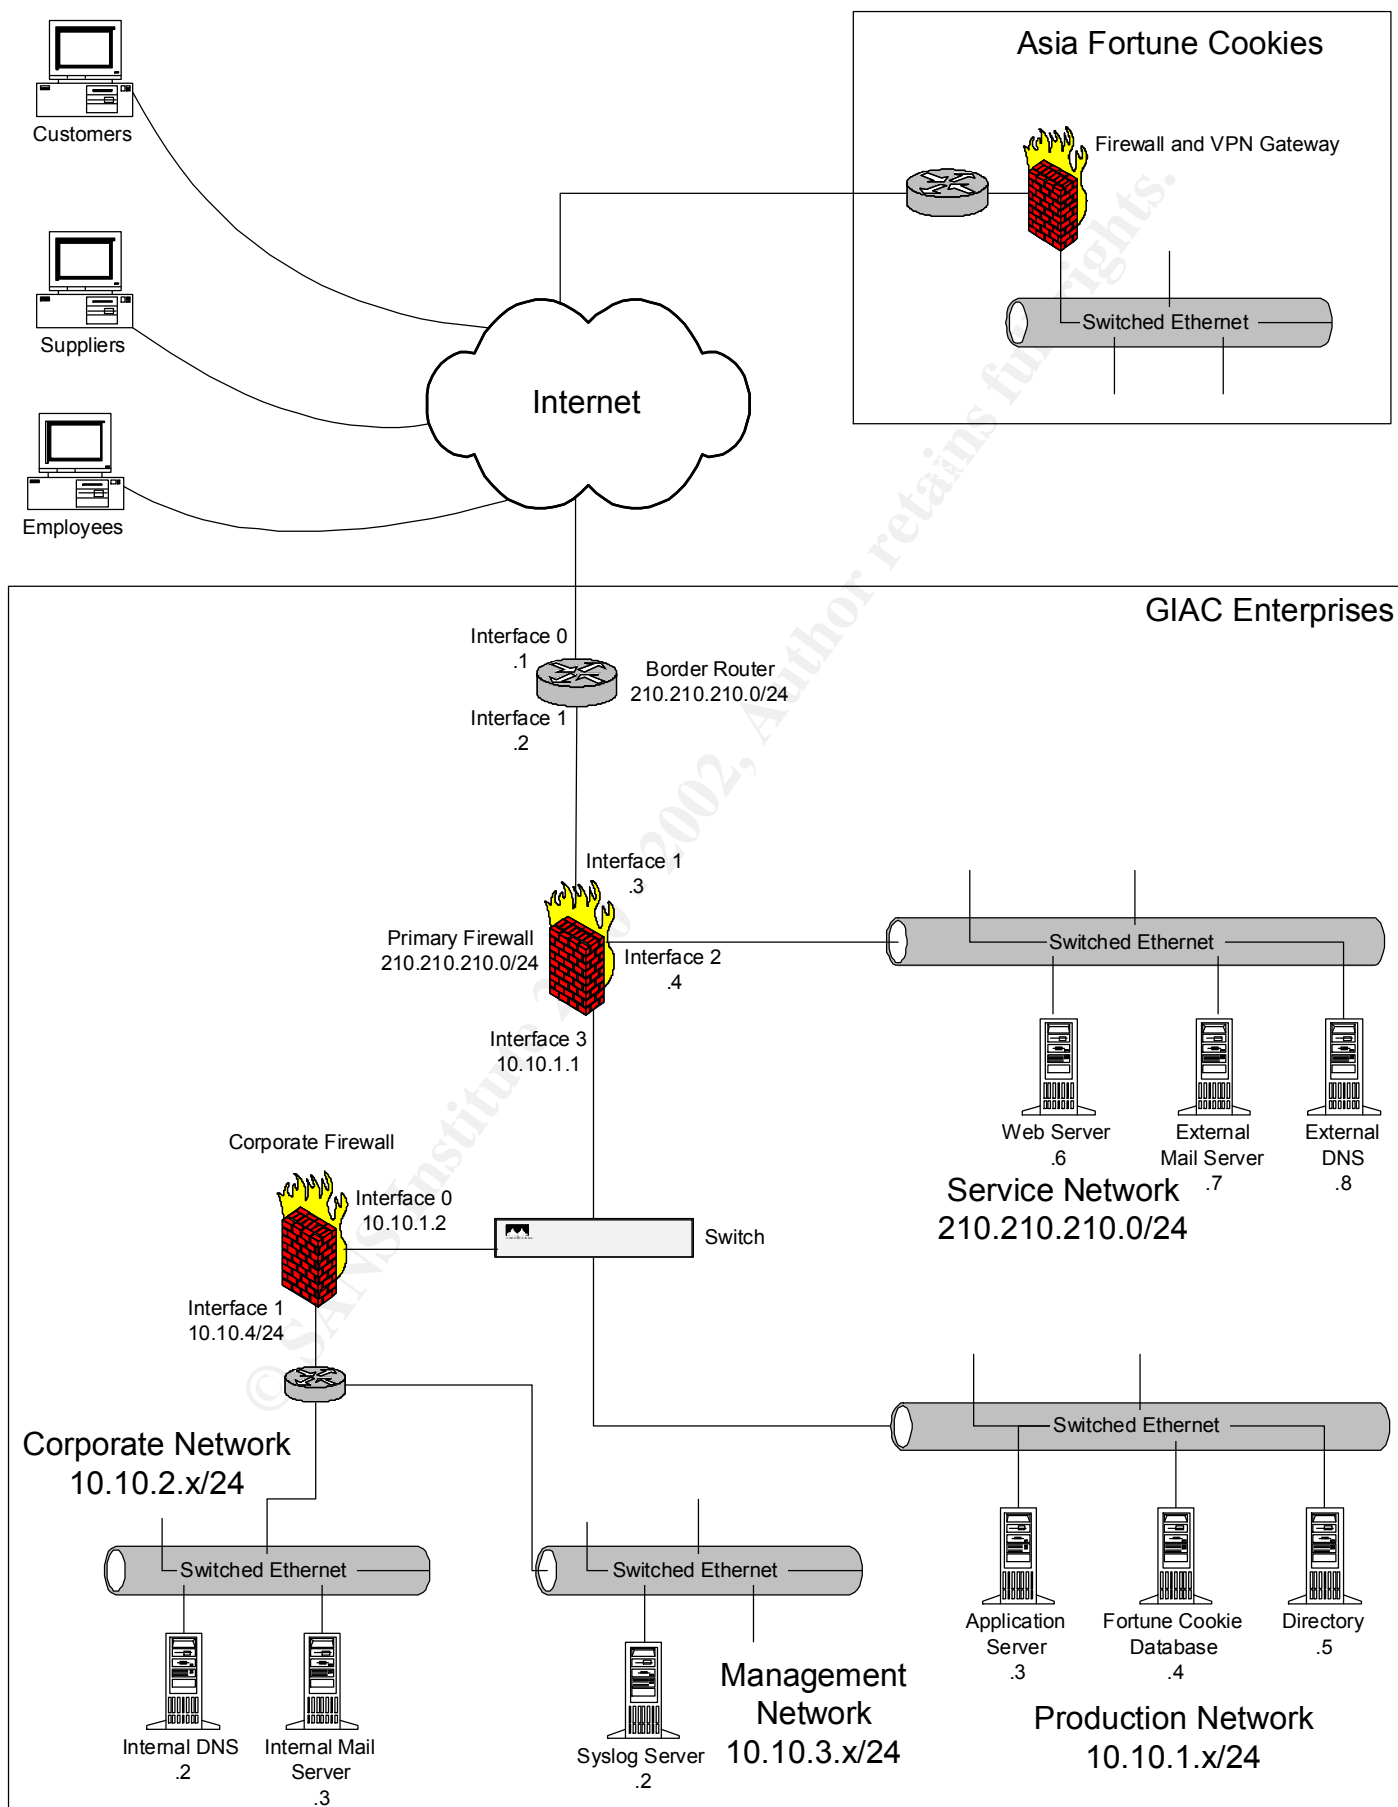 Asia Fortune Cookies
Customers
Firewall and VPN Gateway
Suppliers
Switched Ethernet
Internet
Employees
GIAC Enterprises
Interface 0
.1
Border Router
210.210.210.0/24
Interface 1
.2
Interface 1
.3
Primary Firewall
210.210.210.0/24
Interface 2
.4
Switched Ethernet
Interface 3
10.10.1.1
Web Server
.6
External
Mail Server
.7
External
DNS
.8
Service Network
210.210.210.0/24
Corporate Firewall
Interface 0
10.10.1.2
Switch
Interface 1
10.10.4/24
Switched Ethernet
Corporate Network
10.10.2.x/24
Switched Ethernet
Switched Ethernet
Application
Server
.3
Fortune Cookie
Database
.4
Directory
.5
Production Network
10.10.1.x/24
Internal DNS
.2
Internal Mail
Server
.3
Syslog Server
.2
Management
Network
10.10.3.x/24
© SANS Institute 2000 - 2002, Author retains full rights.